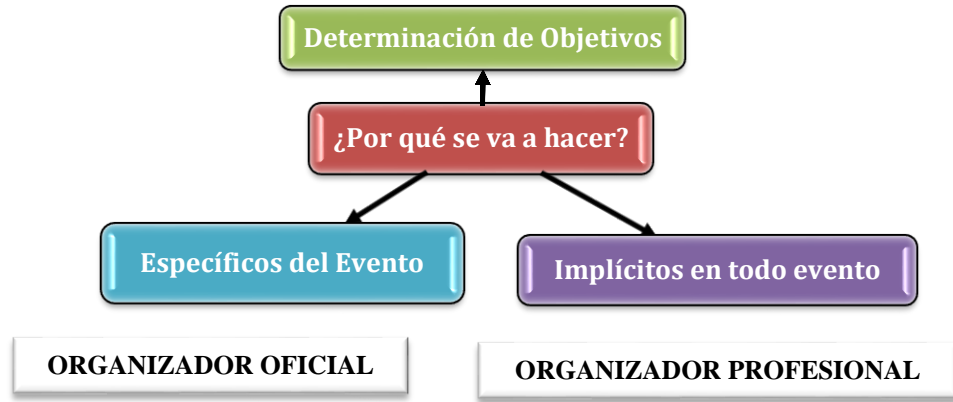 Determinación de Objetivos
¿Por qué se va a hacer?
Específicos del Evento
Implícitos en todo evento
ORGANIZADOR OFICIAL
ORGANIZADOR PROFESIONAL